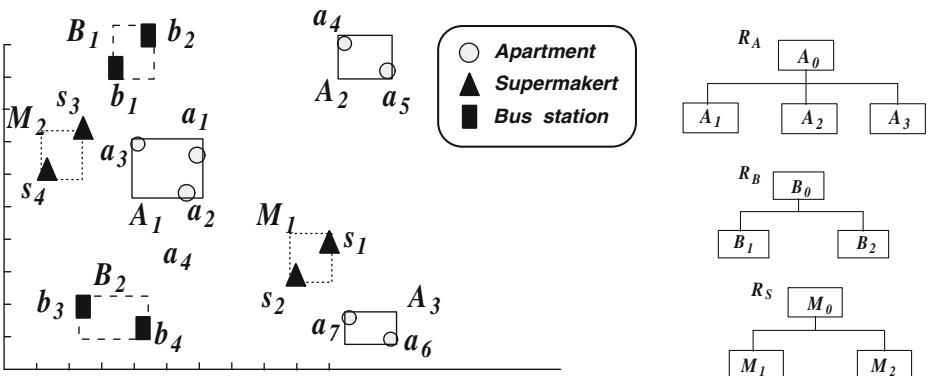 B1 b2
b1
a4
A2 a5
Apartment
Supermakert
Bus station
s3
M2
a1
a3
s4
A1 a2
a4
M1
s1
s2
B2
b3
b4
A3
a7
a6
RA
A0
A1 A2 A3
RB
B0
B1 B2
RS
M0
M1 M2